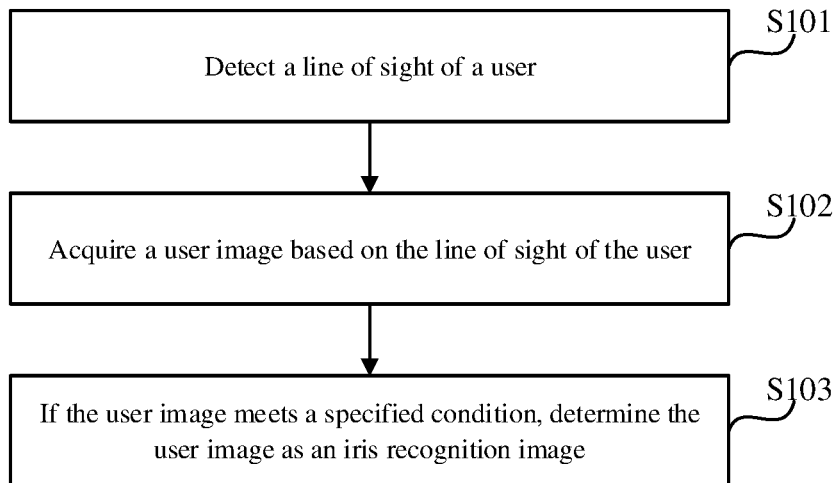 S101
Detect a line of sight of a user
S102
Acquire a user image based on the line of sight of the user
S103
If the user image meets a specified condition, determine the
user image as an iris recognition image